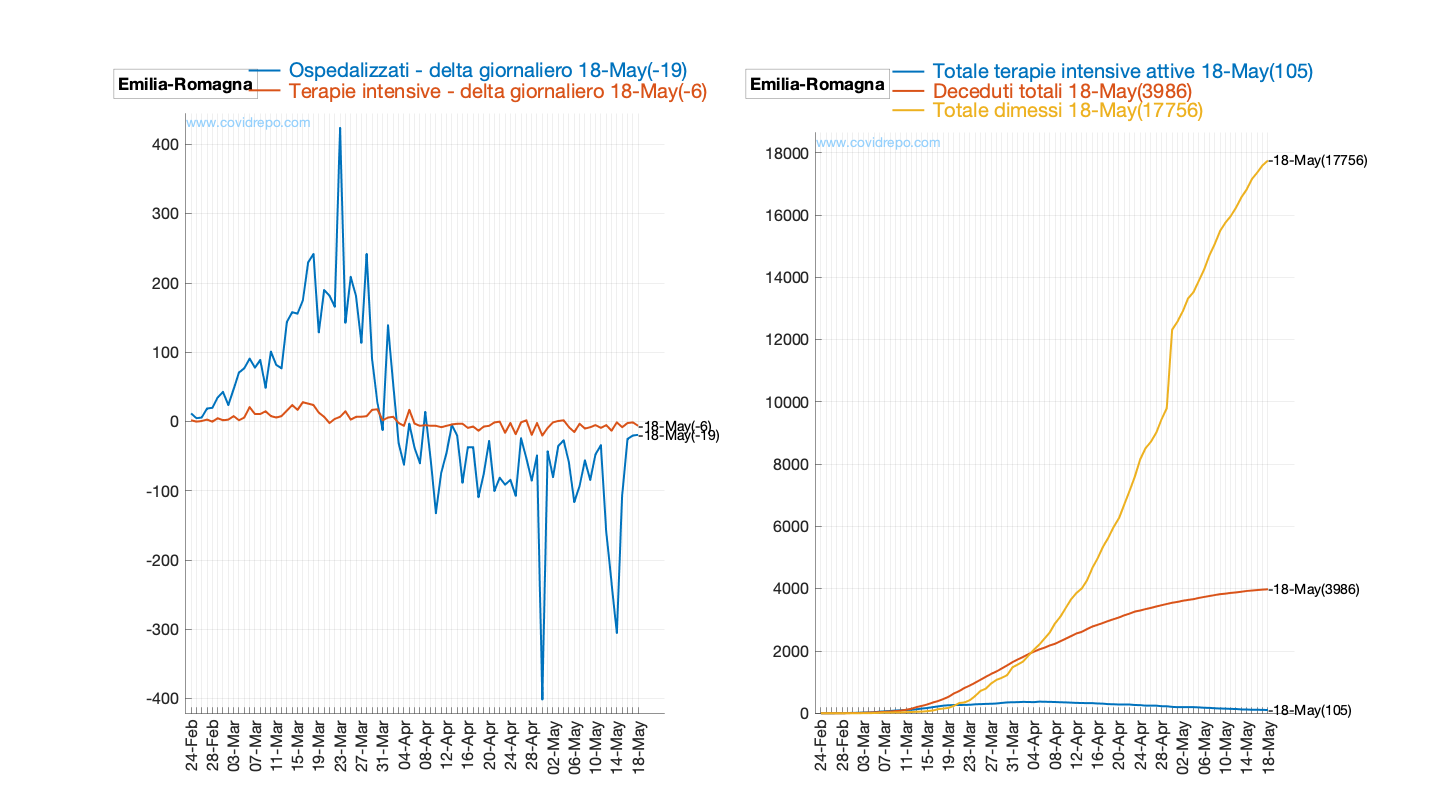 Emilia-Romagna
Ospedalizzati - delta giornaliero 18-May(-19)
Terapie intensive - delta giornaliero 18-May(-6)
www.covidrepo.com
400
300
200
100
0
-100
-200
-300
-400
-18-May(-6)
-18-May(-19)
24-Feb
28-Feb
03-Mar
07-Mar
11-Mar
15-Mar
19-Mar
23-Mar
27-Mar
31-Mar
04-Apr
08-Apr
12-Apr
16-Apr
20-Apr
24-Apr
28-Apr
02-May
06-May
10-May
14-May
18-May
Emilia-Romagna
Totale terapie intensive attive 18-May(105)
Deceduti totali 18-May(3986)
Totale dimessi 18-May(17756)
www.covidrepo.com
18000
16000
14000
12000
10000
8000
6000
4000
2000
0
-18-May(17756)
-18-May(3986)
-18-May(105)
24-Feb
28-Feb
03-Mar
07-Mar
11-Mar
15-Mar
19-Mar
23-Mar
27-Mar
31-Mar
04-Apr
08-Apr
12-Apr
16-Apr
20-Apr
24-Apr
28-Apr
02-May
06-May
10-May
14-May
18-May